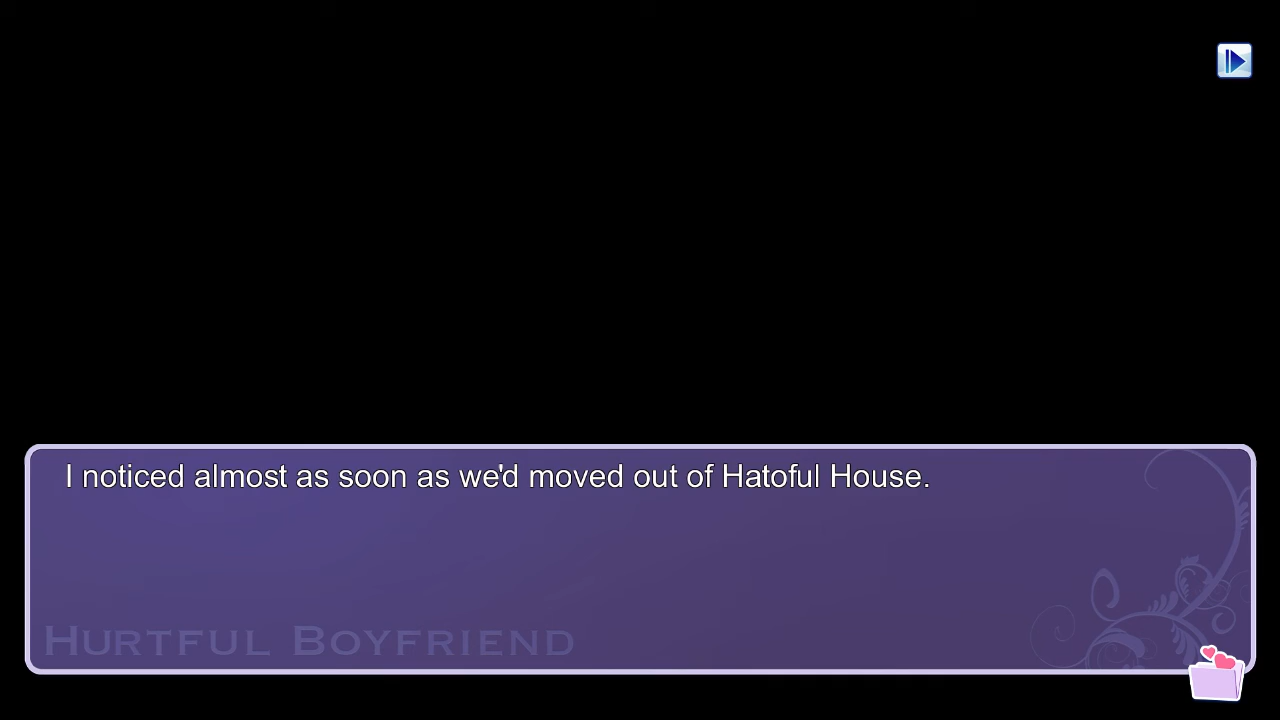 I noticed almost as soon as we'd moved out of Hatoful House.
Hurtful Boyfriend